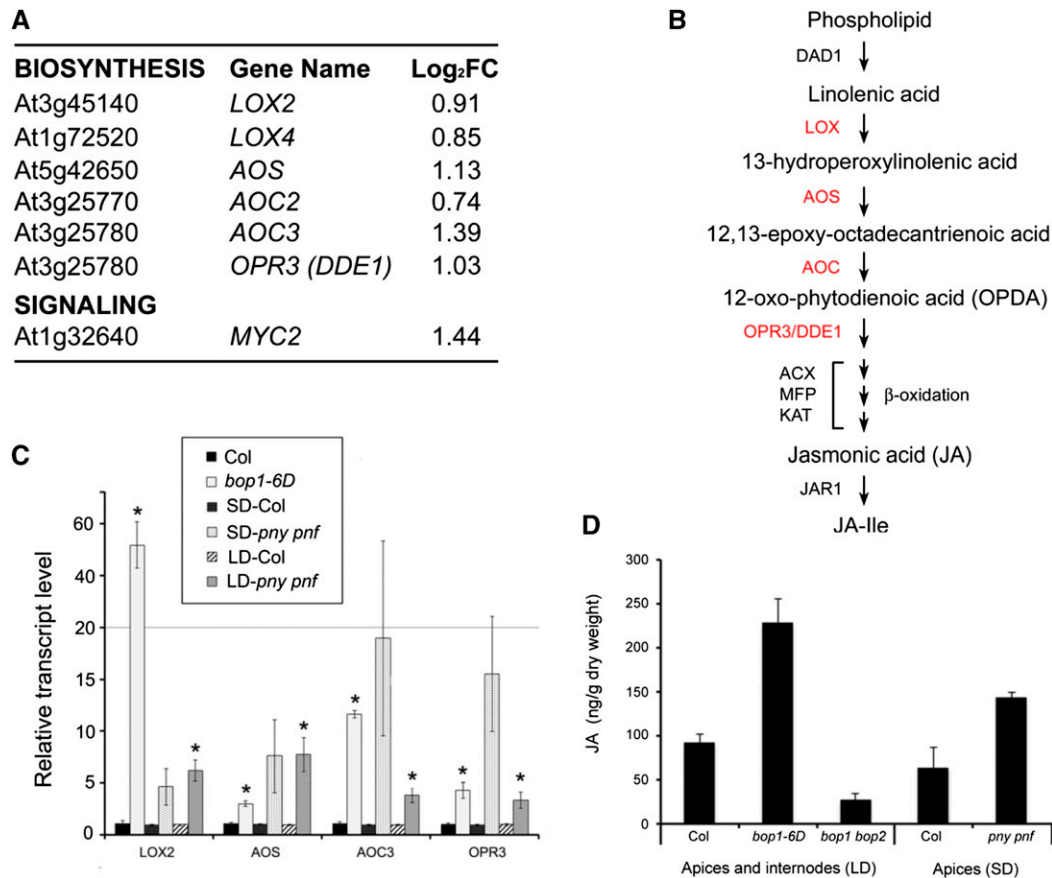 A
BIOSYNTHESIS Gene Name Log₂FC
At3g45140 LOX2 0.91
At1g72520 LOX4 0.85
At5g42650 AOS 1.13
At3g25770 AOC2 0.74
At3g25780 AOC3 1.39
At3g25780 OPR3 (DDE1) 1.03
SIGNALING
At1g32640 MYC2 1.44
B
Phospholipid
DAD1
Linolenic acid
LOX
13-hydroperoxylinolenic acid
AOS
12,13-epoxy-octadecantrienoic acid
AOC
12-oxo-phytodienoic acid (OPDA)
OPR3/DDE1
ACX
MFP β-oxidation
KAT
Jasmonic acid (JA)
JAR1
JA-Ile
C
Col
bop1-6D
SD-Col
SD-pny pnf
LD-Col
LD-pny pnf
Relative transcript level
60
40
20
15
10
5
0
* * * * * * *
LOX2 AOS AOC3 OPR3
D
JA (ng/g dry weight)
300
250
200
150
100
50
0
Col bop1-6D bop1 bop2 Col pny pnf
Apices and internodes (LD) Apices (SD)